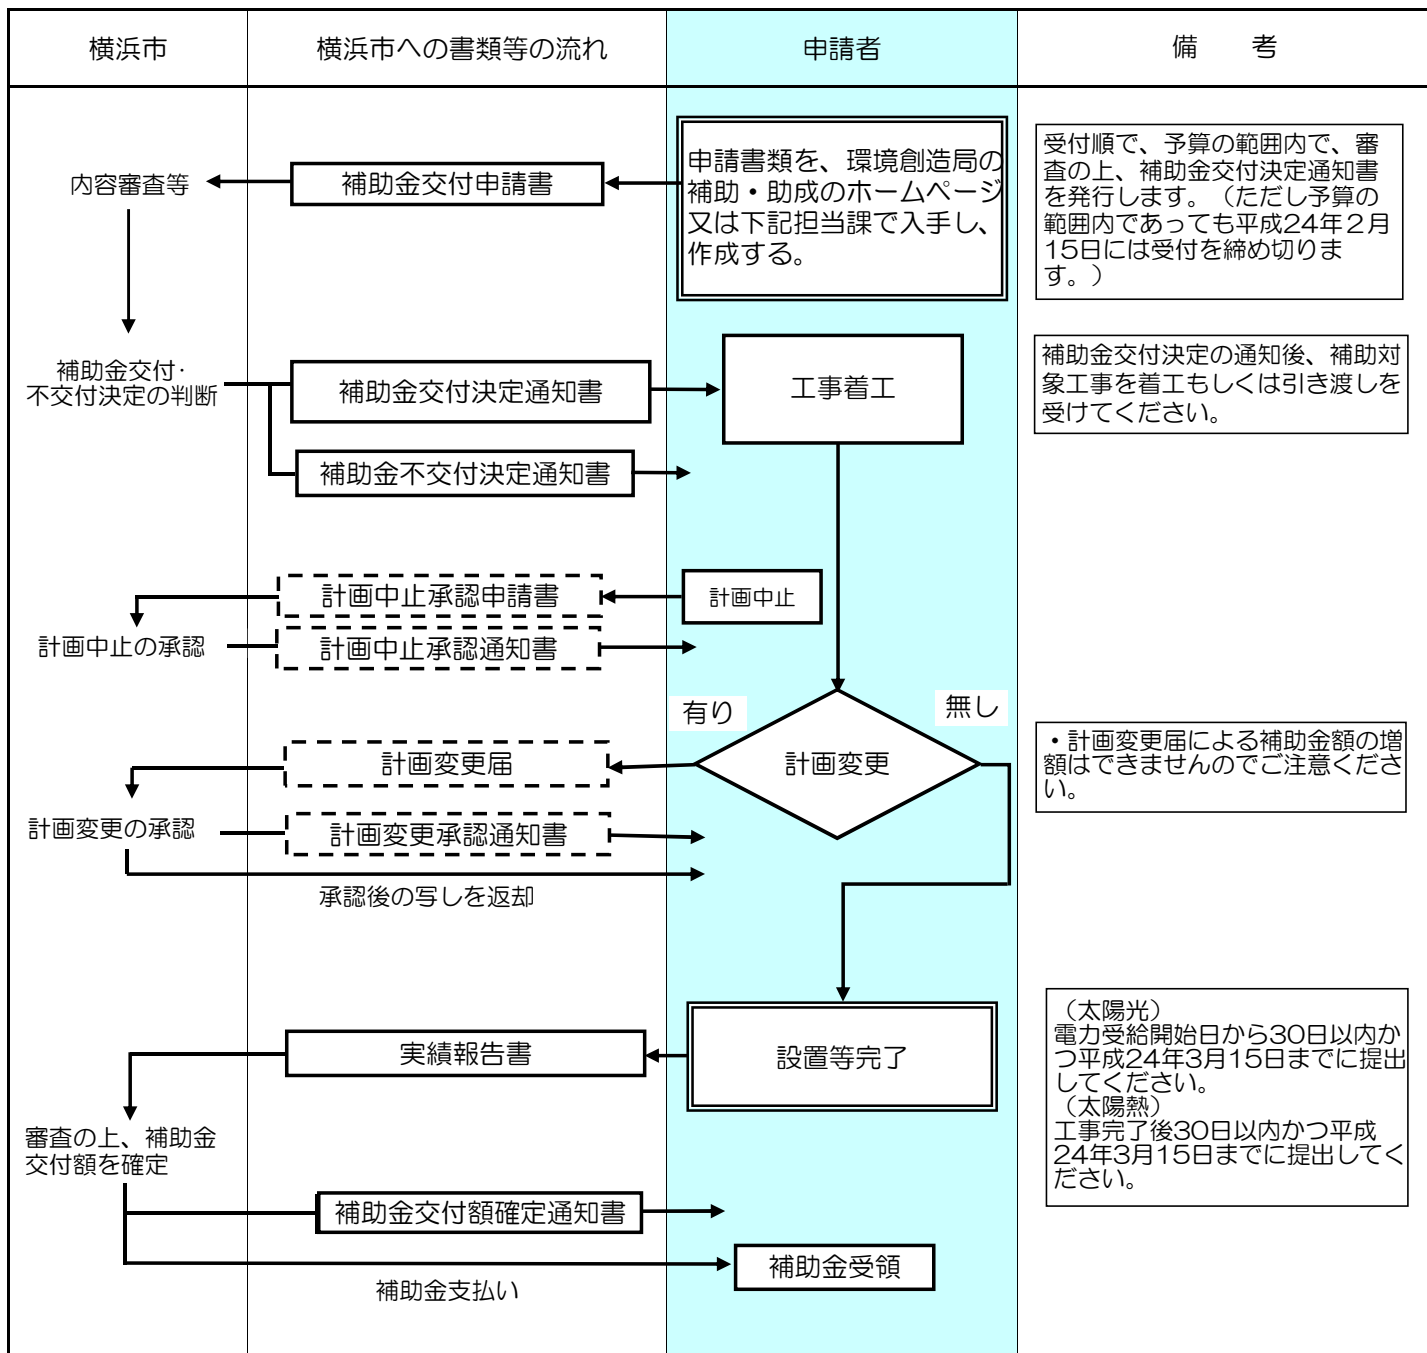 横浜市
横浜市への書類等の流れ
申請者
備　　考
内容審査等
補助金交付申請書
申請書類を、環境創造局の
補助・助成のホームページ
又は下記担当課で入手し、
作成する。
受付順で、予算の範囲内で、審
査の上、補助金交付決定通知書
を発行します。（ただし予算の
範囲内であっても平成24年２月
15日には受付を締め切りま
す。）
補助金交付・
不交付決定の判断
補助金交付決定通知書
工事着工
補助金交付決定の通知後、補助対
象工事を着工もしくは引き渡しを
受けてください。
補助金不交付決定通知書
計画中止承認申請書
計画中止
計画中止の承認
計画中止承認通知書
有り
無し
計画変更届
計画変更
・計画変更届による補助金額の増
額はできませんのでご注意くださ
い。
計画変更の承認
計画変更承認通知書
承認後の写しを返却
実績報告書
設置等完了
（太陽光）
電力受給開始日から30日以内か
つ平成24年3月15日までに提出
してください。
（太陽熱）
工事完了後30日以内かつ平成
24年3月15日までに提出してく
ださい。
審査の上、補助金
交付額を確定
補助金交付額確定通知書
補助金受領
補助金支払い